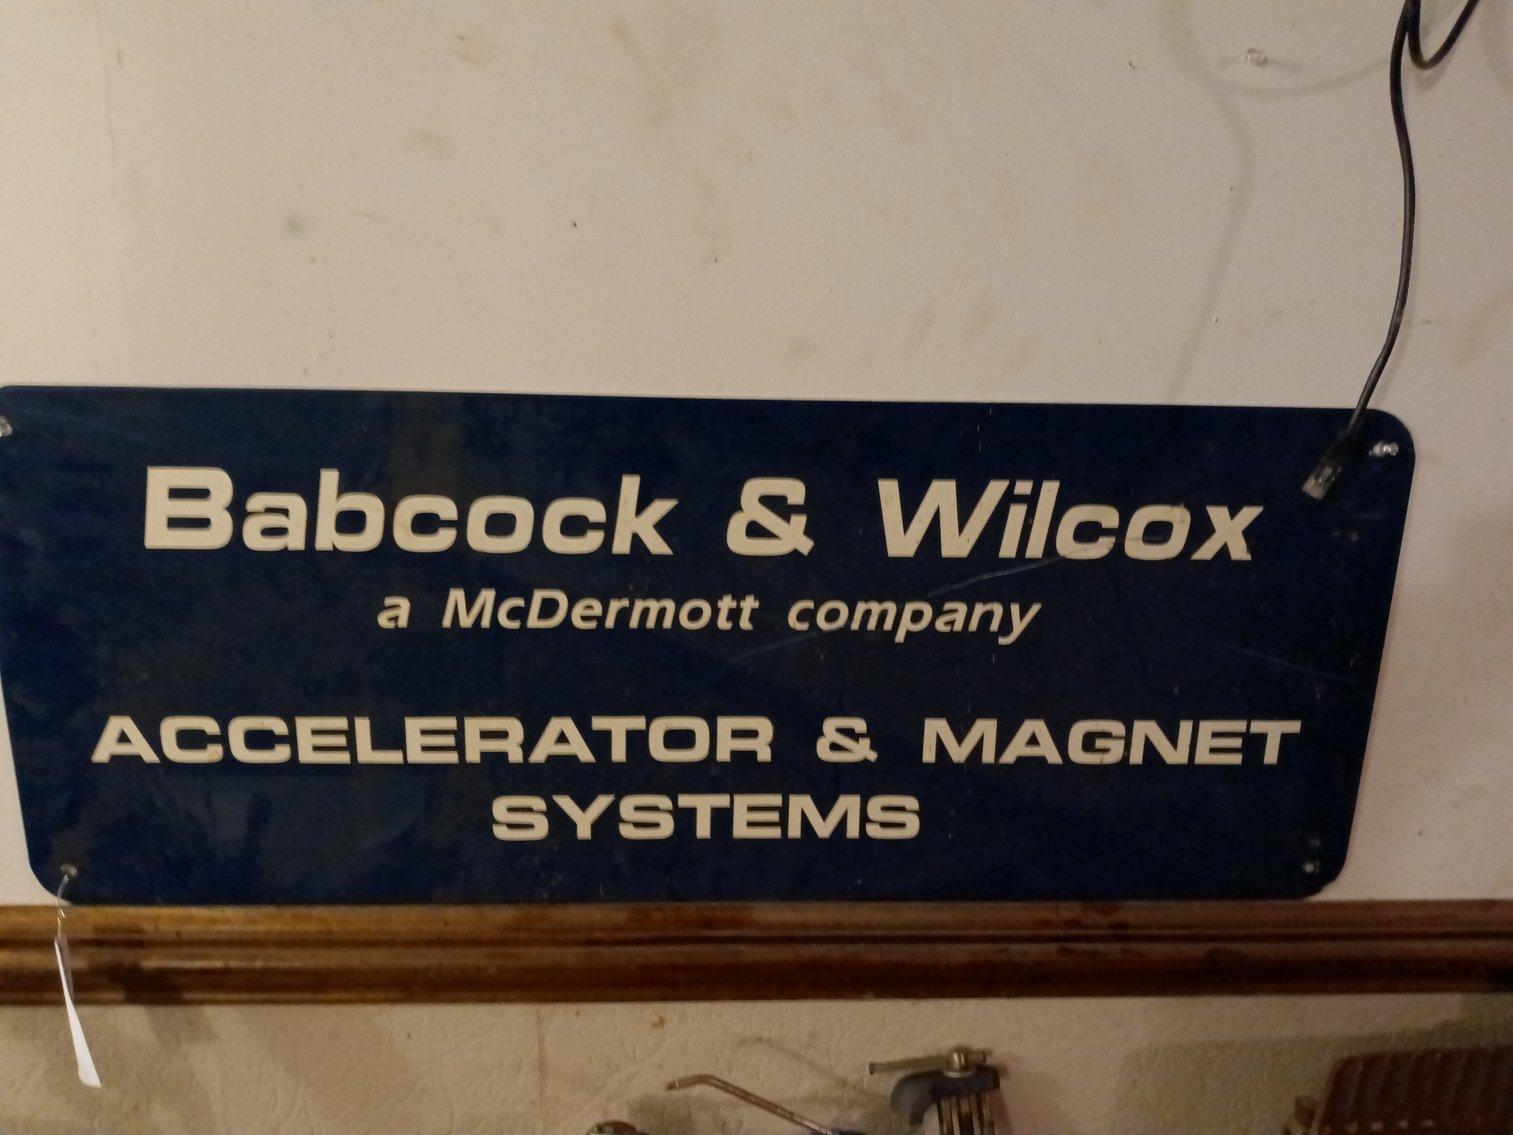 Babcock & Wilcox
a McDermott company
ACCELERATOR & MAGNET
SYSTEMS